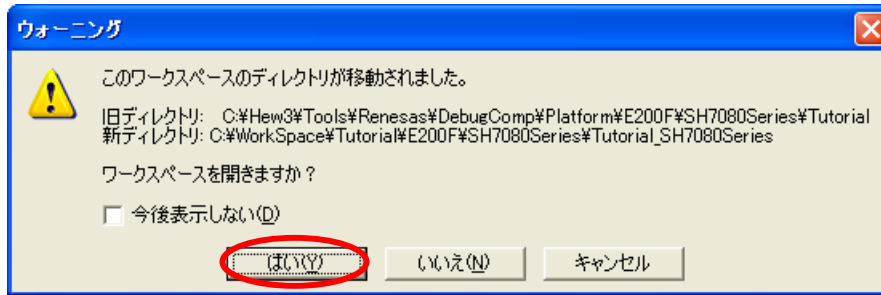 ウォーニング
このワークスペースのディレクトリが移動されました。
旧ディレクトリ: C:¥Hew3¥Tools¥Renesas¥DebugComp¥Platform¥E200F¥SH7080Series¥Tutorial
新ディレクトリ: C:¥WorkSpace¥Tutorial¥E200F¥SH7080Series¥Tutorial_SH7080Series
ワークスペースを開きますか？
今後表示しない(D)
はい(Y) いいえ(N) キャンセル